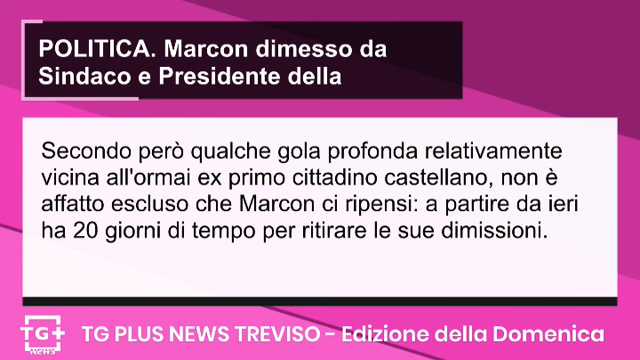 POLITICA. Marcon dimesso da
Sindaco e Presidente della
Secondo però qualche gola profonda relativamente
vicina all'ormai ex primo cittadino castellano, non è
affatto escluso che Marcon ci ripensi: a partire da ieri
ha 20 giorni di tempo per ritirare le sue dimissioni.
TG+
NEWS
TG PLUS NEWS TREVISO - Edizione della Domenica